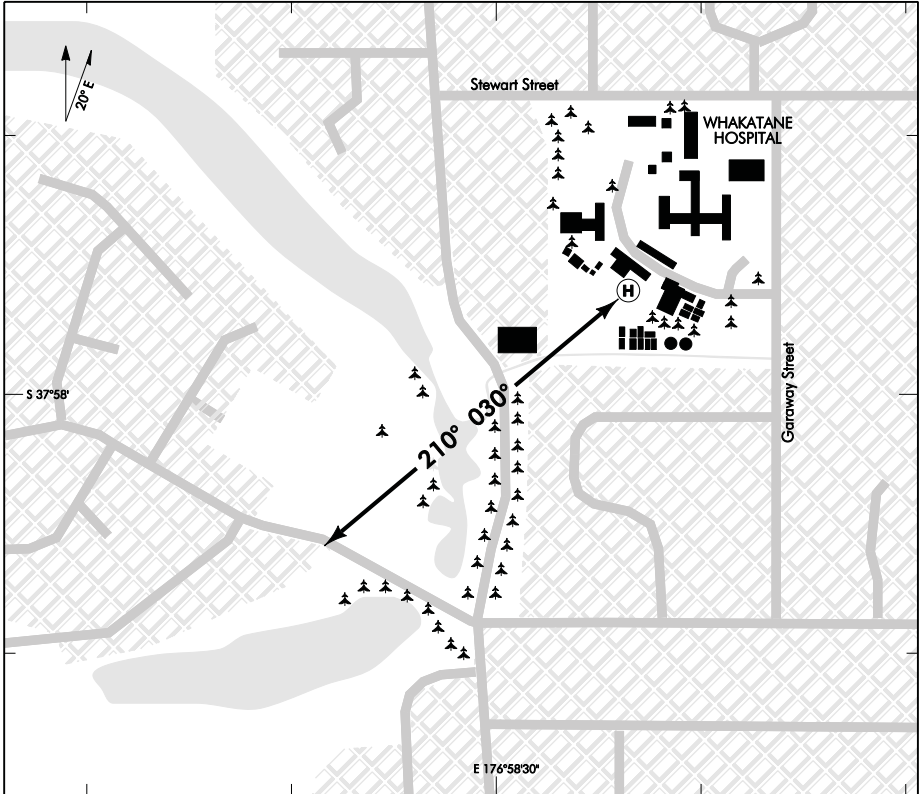 Stewart Street
20° E
WHAKATANE
HOSPITAL
H
Garaway Street
S 37°58'
210° 030°
E 176°58'30"